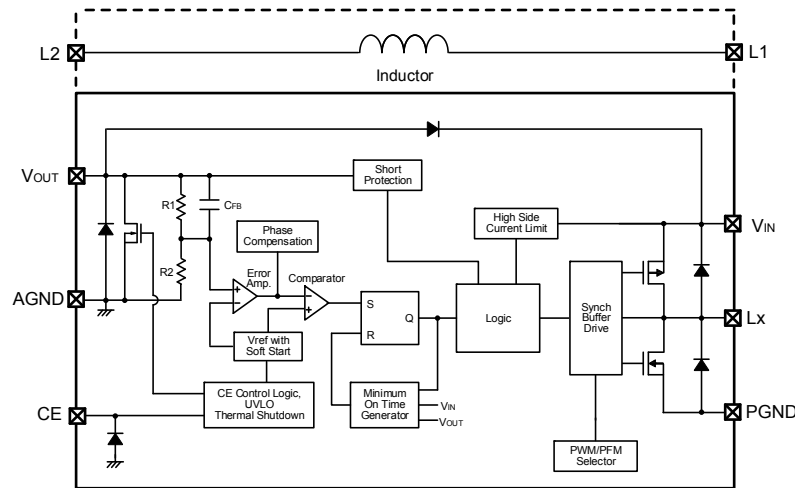 L2
L1
Inductor
VOUT
Short
Protection
R1
CFB
High Side
Current Limit
VIN
Phase
Compensation
R2
Error
Amp.
Comparator
AGND
S
Q
R
Logic
Synch
Buffer
Drive
Lx
Vref with
Soft Start
CE Control Logic,
UVLO
Thermal Shutdown
Minimum
On Time
Generator
VIN
VOUT
CE
PGND
PWM/PFM
Selector